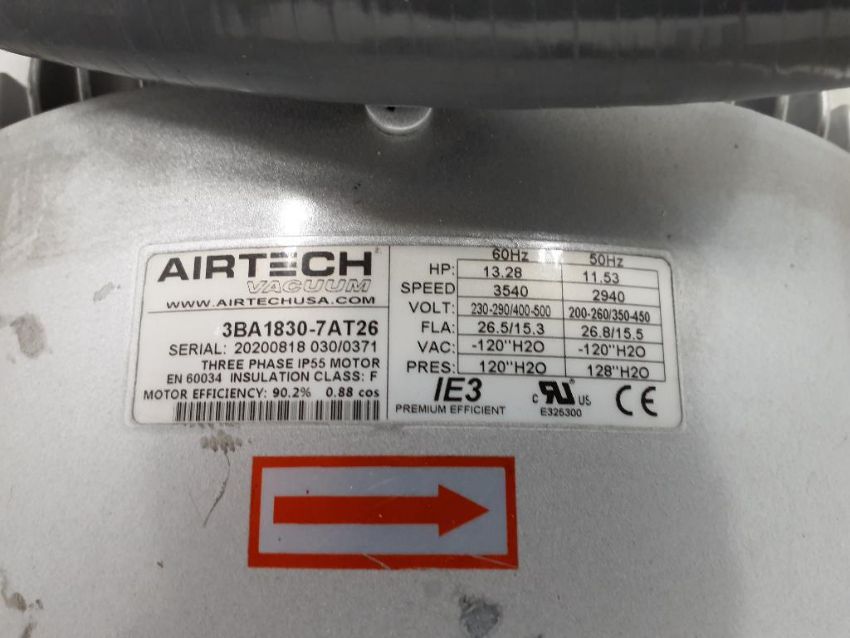 AIRTECH
VACUUM
WWW.AIRTECHUSA.COM
3BA1830-7AT26
SERIAL: 20200818 030/0371
THREE PHASE IP55 MOTOR
EN 60034 INSULATION CLASS: F
MOTOR EFFICIENCY: 90.2% 0.88 cos
60Hz 50Hz
HP: 13.28 11.53
SPEED 3540 2940
VOLT: 230-290/400-500 200-260/350-450
FLA: 26.5/15.3 26.8/15.5
VAC: -120"H2O -120"H2O
PRES: 120"H2O 128"H2O
IE3
PREMIUM EFFICIENT
c RU US
E325300
CE